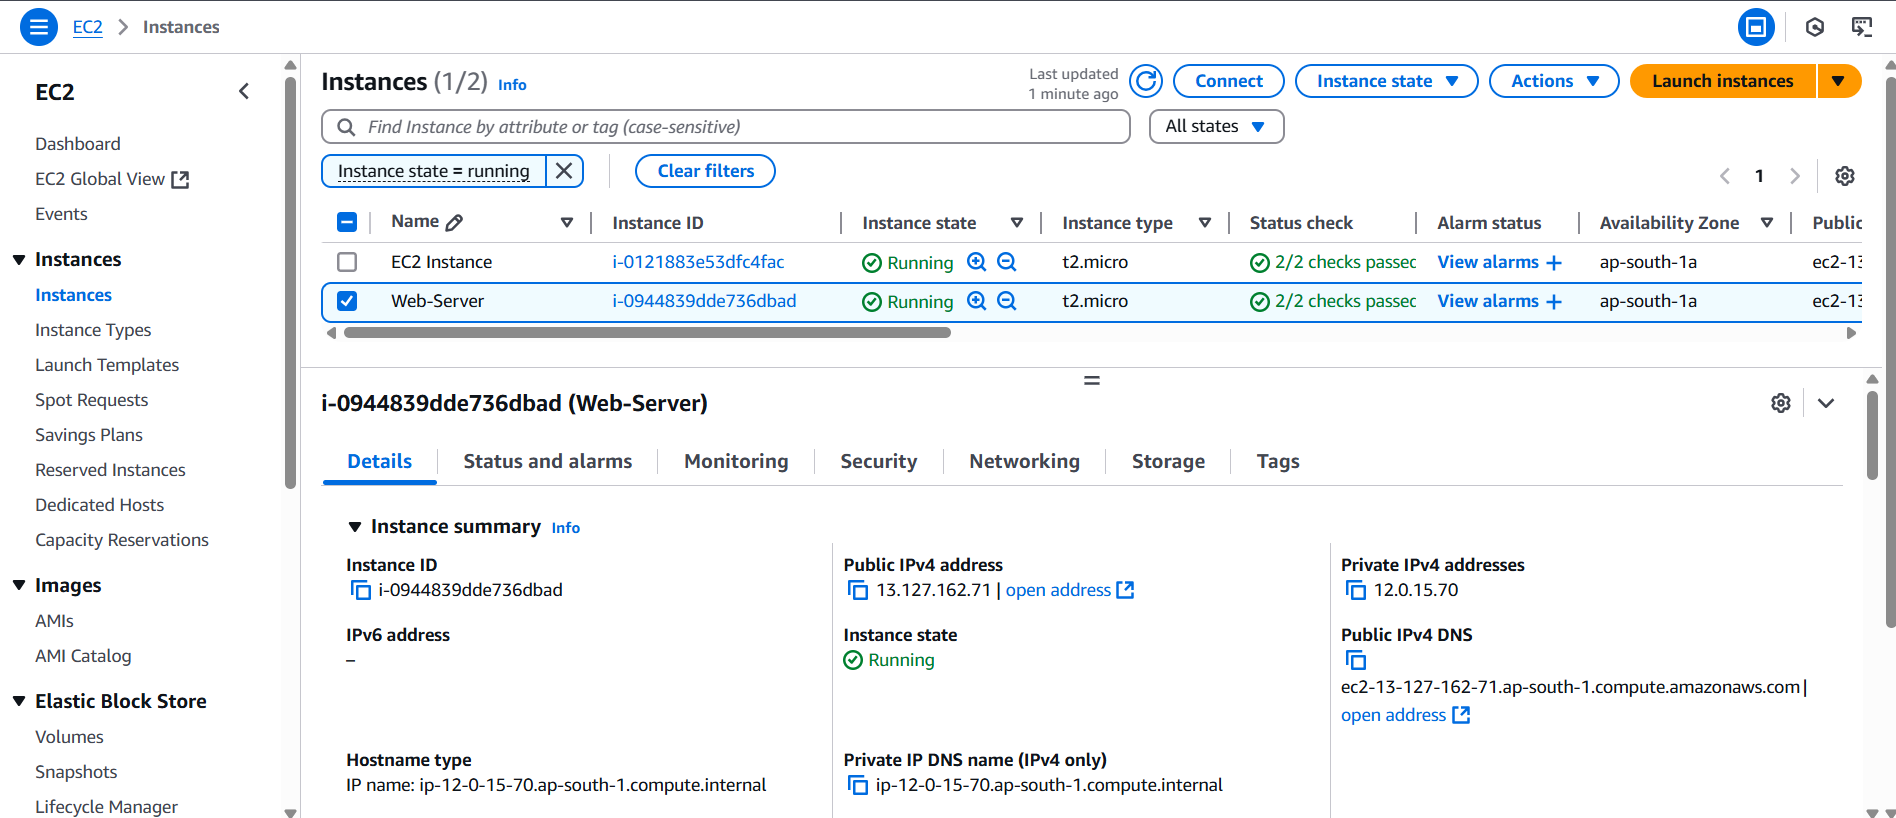 EC2 > Instances
EC2
Dashboard
EC2 Global View
Events
Instances
Instances
Instance Types
Launch Templates
Spot Requests
Savings Plans
Reserved Instances
Dedicated Hosts
Capacity Reservations
Images
AMIs
AMI Catalog
Elastic Block Store
Volumes
Snapshots
Lifecycle Manager
Instances (1/2) Info
Last updated
1 minute ago
Connect
Instance state
Actions
Launch instances
Find Instance by attribute or tag (case-sensitive)
All states
Instance state = running
Clear filters
1
Name Instance ID Instance state Instance type Status check Alarm status Availability Zone Public
EC2 Instance i-0121883e53dfc4fac Running t2.micro 2/2 checks passec View alarms + ap-south-1a ec2-13
Web-Server i-0944839dde736dbad Running t2.micro 2/2 checks passec View alarms + ap-south-1a ec2-13
i-0944839dde736dbad (Web-Server)
Details Status and alarms Monitoring Security Networking Storage Tags
Instance summary Info
Instance ID
i-0944839dde736dbad
Public IPv4 address
13.127.162.71 | open address
Private IPv4 addresses
12.0.15.70
IPv6 address
–
Instance state
Running
Public IPv4 DNS
ec2-13-127-162-71.ap-south-1.compute.amazonaws.com |
open address
Hostname type
IP name: ip-12-0-15-70.ap-south-1.compute.internal
Private IP DNS name (IPv4 only)
ip-12-0-15-70.ap-south-1.compute.internal